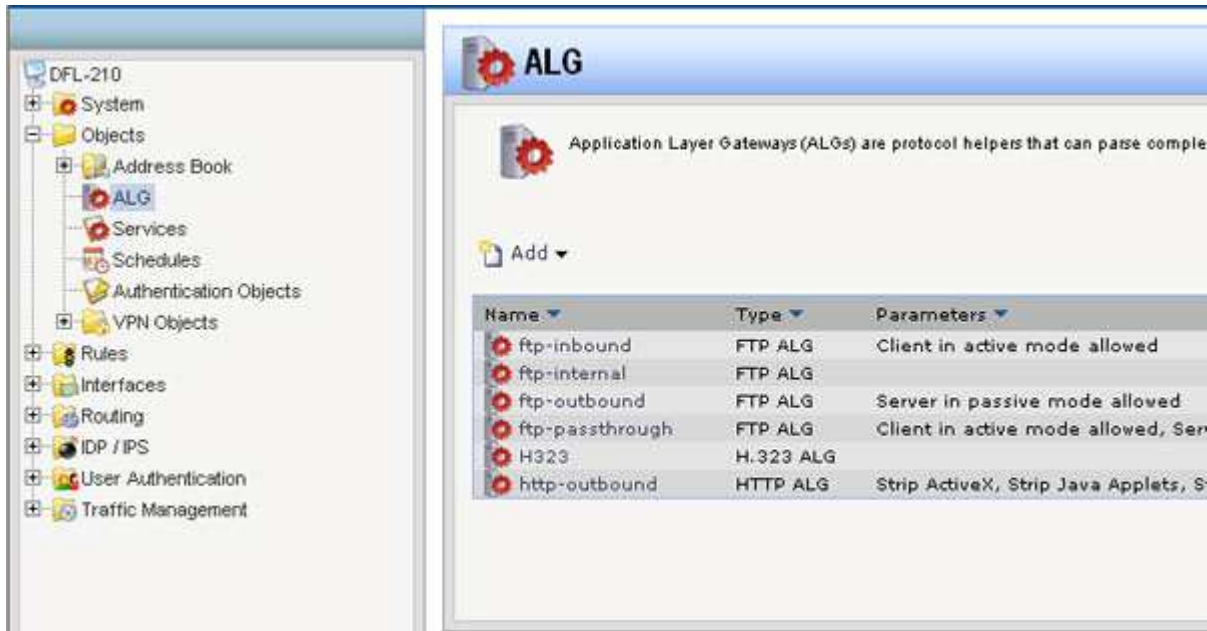 DFL-210
System
Objects
Address Book
ALG
Services
Schedules
Authentication Objects
VPN Objects
Rules
Interfaces
Routing
IDP / IPS
User Authentication
Traffic Management
ALG
Application Layer Gateways (ALGs) are protocol helpers that can parse comple
Add
Name Type Parameters
ftp-inbound FTP ALG Client in active mode allowed
ftp-internal FTP ALG
ftp-outbound FTP ALG Server in passive mode allowed
ftp-passthrough FTP ALG Client in active mode allowed, Ser
H323 H.323 ALG
http-outbound HTTP ALG Strip ActiveX, Strip Java Applets, S